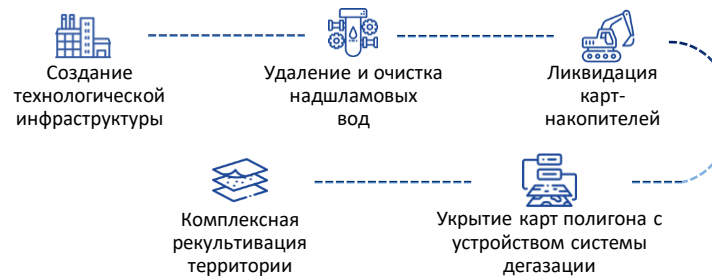 Создание
технологической
инфраструктуры
Удаление и очистка
надшламовых
вод
Ликвидация
карт-
накопителей
Комплексная
рекультивация
территории
Укрытие карт полигона с
устройством системы
дегазации